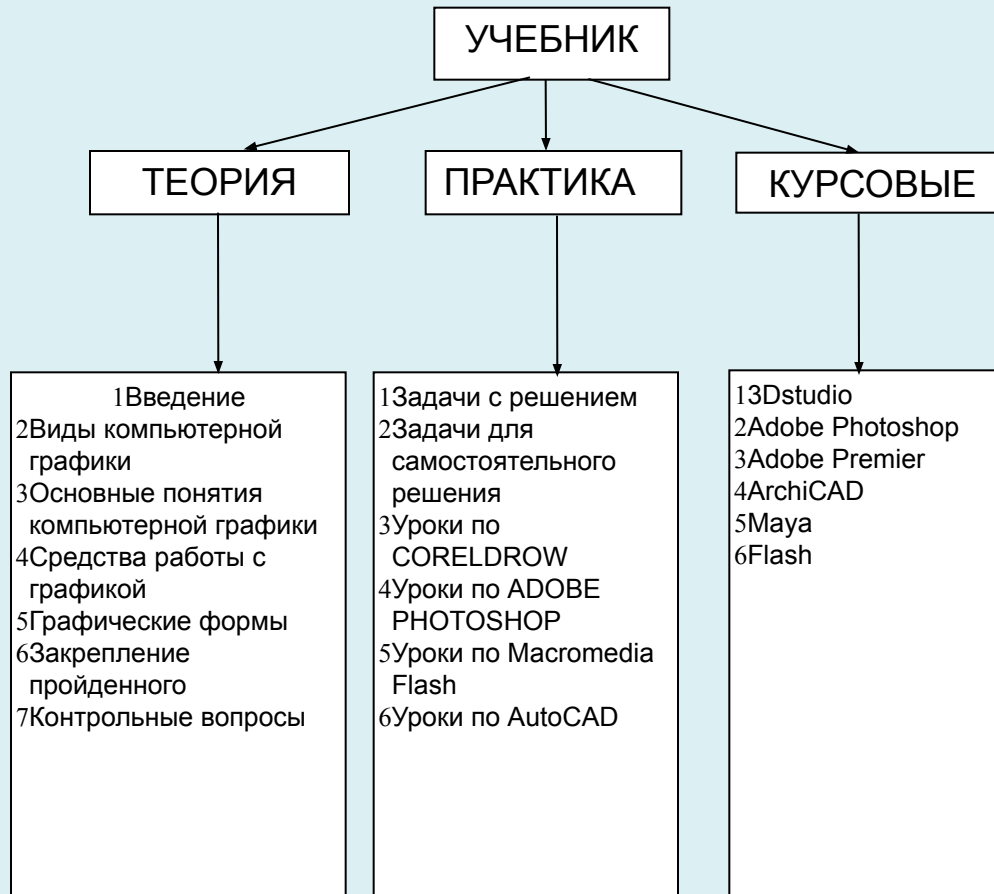 УЧЕБНИК
ТЕОРИЯ
ПРАКТИКА
КУРСОВЫЕ
1Введение
2Виды компьютерной
графики
3Основные понятия
компьютерной графики
4Средства работы с
графикой
5Графические формы
6Закрепление
пройденного
7Контрольные вопросы
1Задачи с решением
2Задачи для
самостоятельного
решения
3Уроки по
CORELDROW
4Уроки по ADOBE
PHOTOSHOP
5Уроки по Macromedia
Flash
6Уроки по AutoCAD
13Dstudio
2Adobe Photoshop
3Adobe Premier
4ArchiCAD
5Maya
6Flash